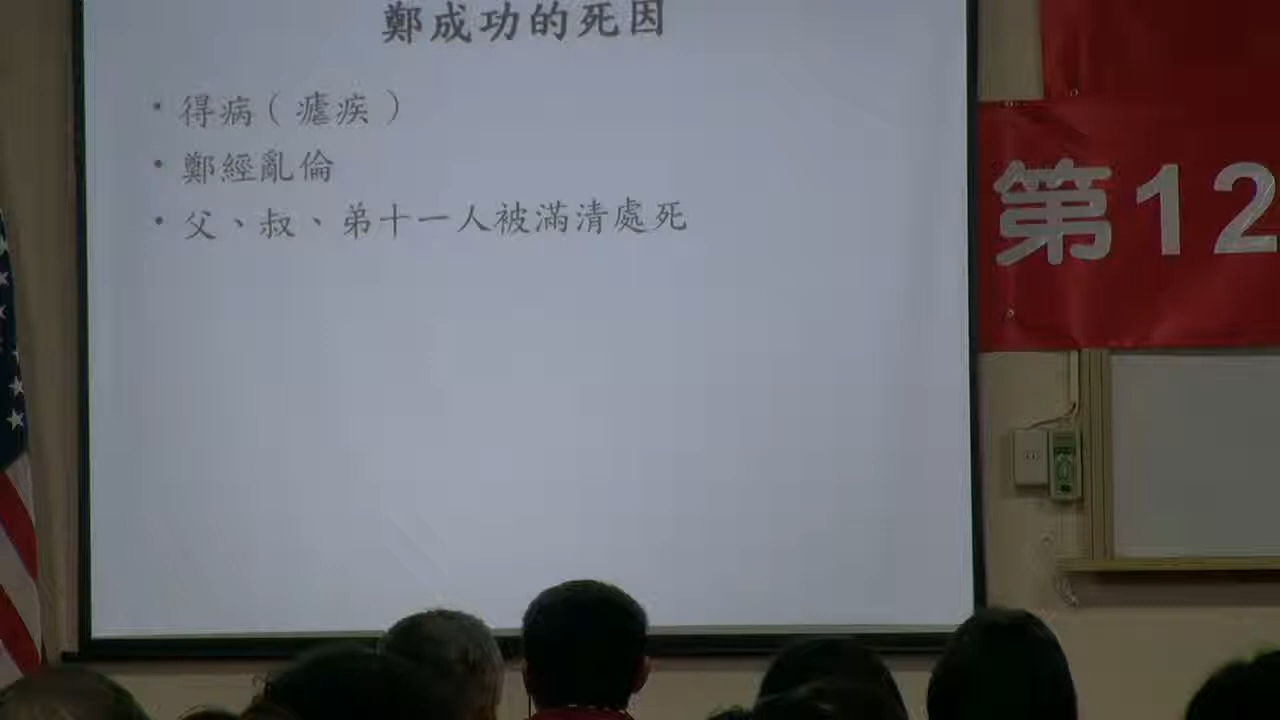 鄭成功的死因
• 得病（瘧疾）
• 鄭經亂倫
• 父、叔、弟十一人被滿清處死
第12